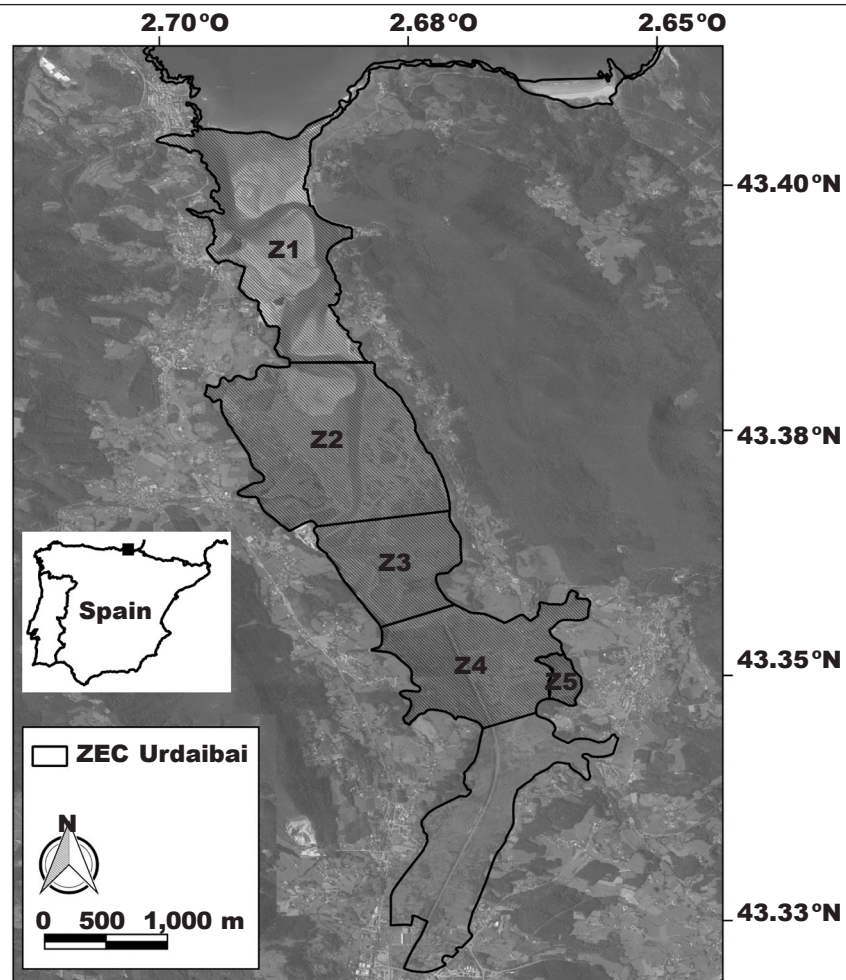 2.70°O 2.68°O 2.65°O
43.40°N
Z1
43.38°N
Z2
Z3
Spain
Z4
43.35°N
Z5
ZEC Urdaibai
N
0 500 1,000 m
43.33°N